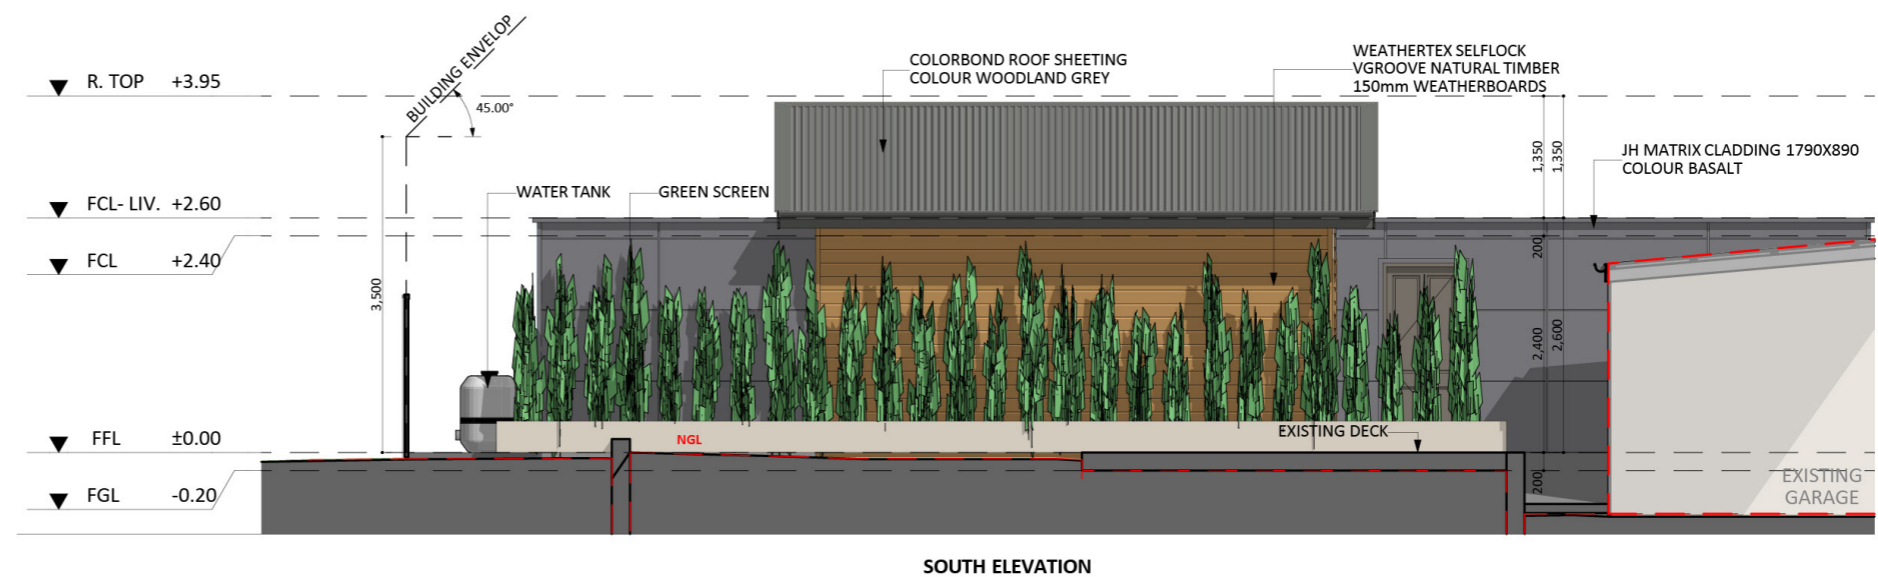 BUILDING ENVELOP
45.00°
R. TOP +3.95
FCL- LIV. +2.60
FCL +2.40
FFL ±0.00
FGL -0.20
3,500
WATER TANK
GREEN SCREEN
COLORBOND ROOF SHEETING
COLOUR WOODLAND GREY
WEATHERTEX SELFLOCK
VGROOVE NATURAL TIMBER
150mm WEATHERBOARDS
1,350
1,350
JH MATRIX CLADDING 1790X890
COLOUR BASALT
200
2,400
2,600
200
NGL
EXISTING DECK
EXISTING
GARAGE
SOUTH ELEVATION